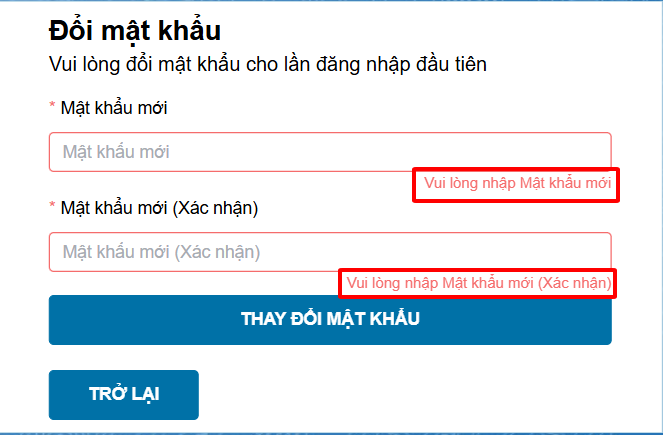 Đổi mật khẩu
Vui lòng đổi mật khẩu cho lần đăng nhập đầu tiên
* Mật khẩu mới
Mật khẩu mới
Vui lòng nhập Mật khẩu mới
* Mật khẩu mới (Xác nhận)
Mật khẩu mới (Xác nhận)
Vui lòng nhập Mật khẩu mới (Xác nhận)
THAY ĐỔI MẬT KHẨU
TRỞ LẠI